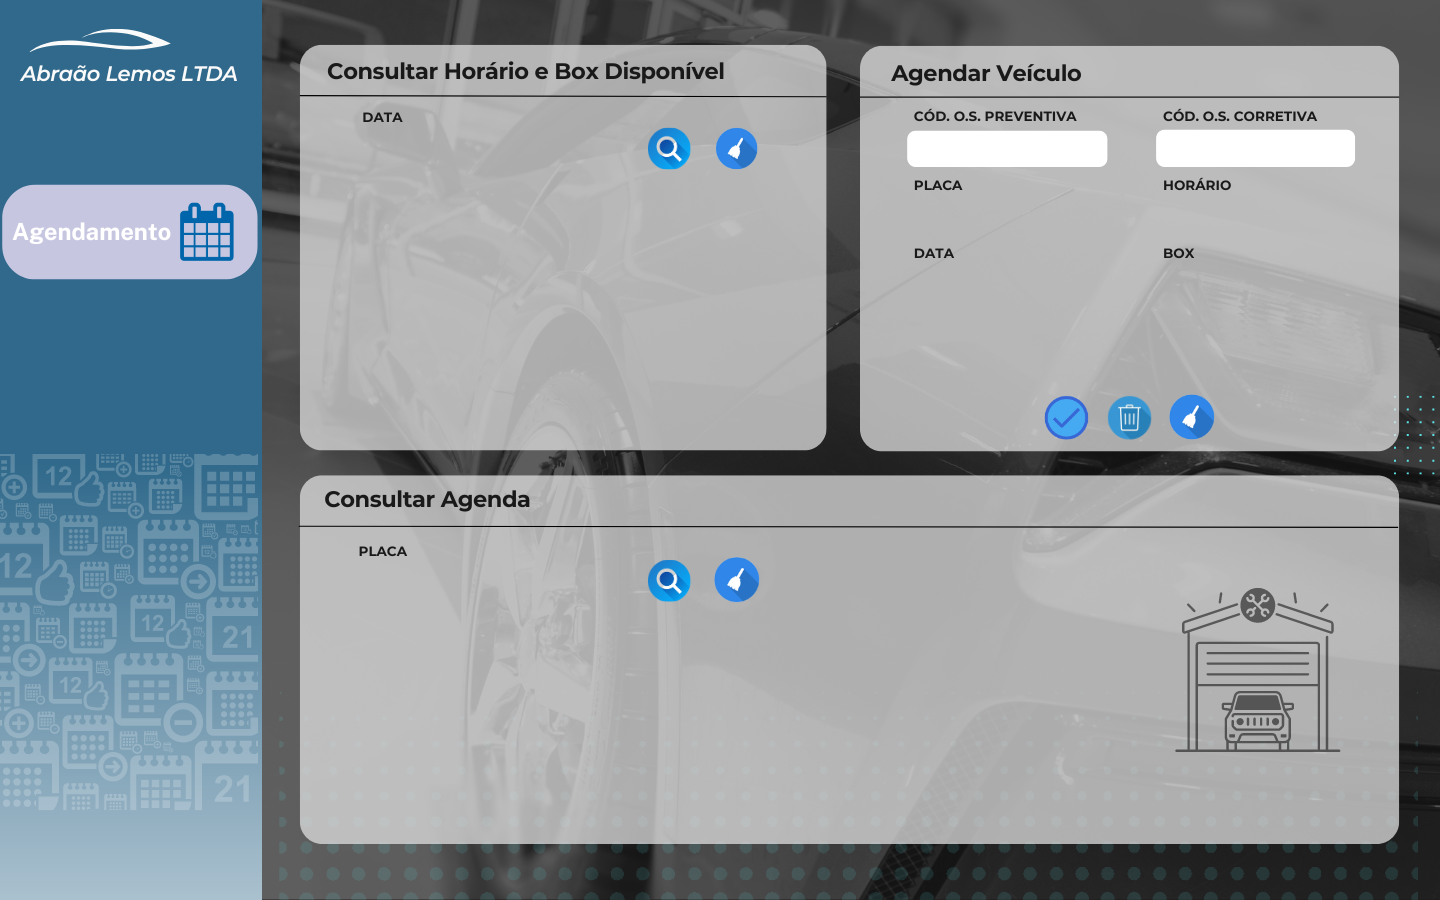 Abraão Lemos LTDA
Agendamento
12
12
12
21
12
21
Consultar Horário e Box Disponível
DATA
Agendar Veículo
CÓD. O.S. PREVENTIVA
CÓD. O.S. CORRETIVA
PLACA
HORÁRIO
DATA
BOX
Consultar Agenda
PLACA